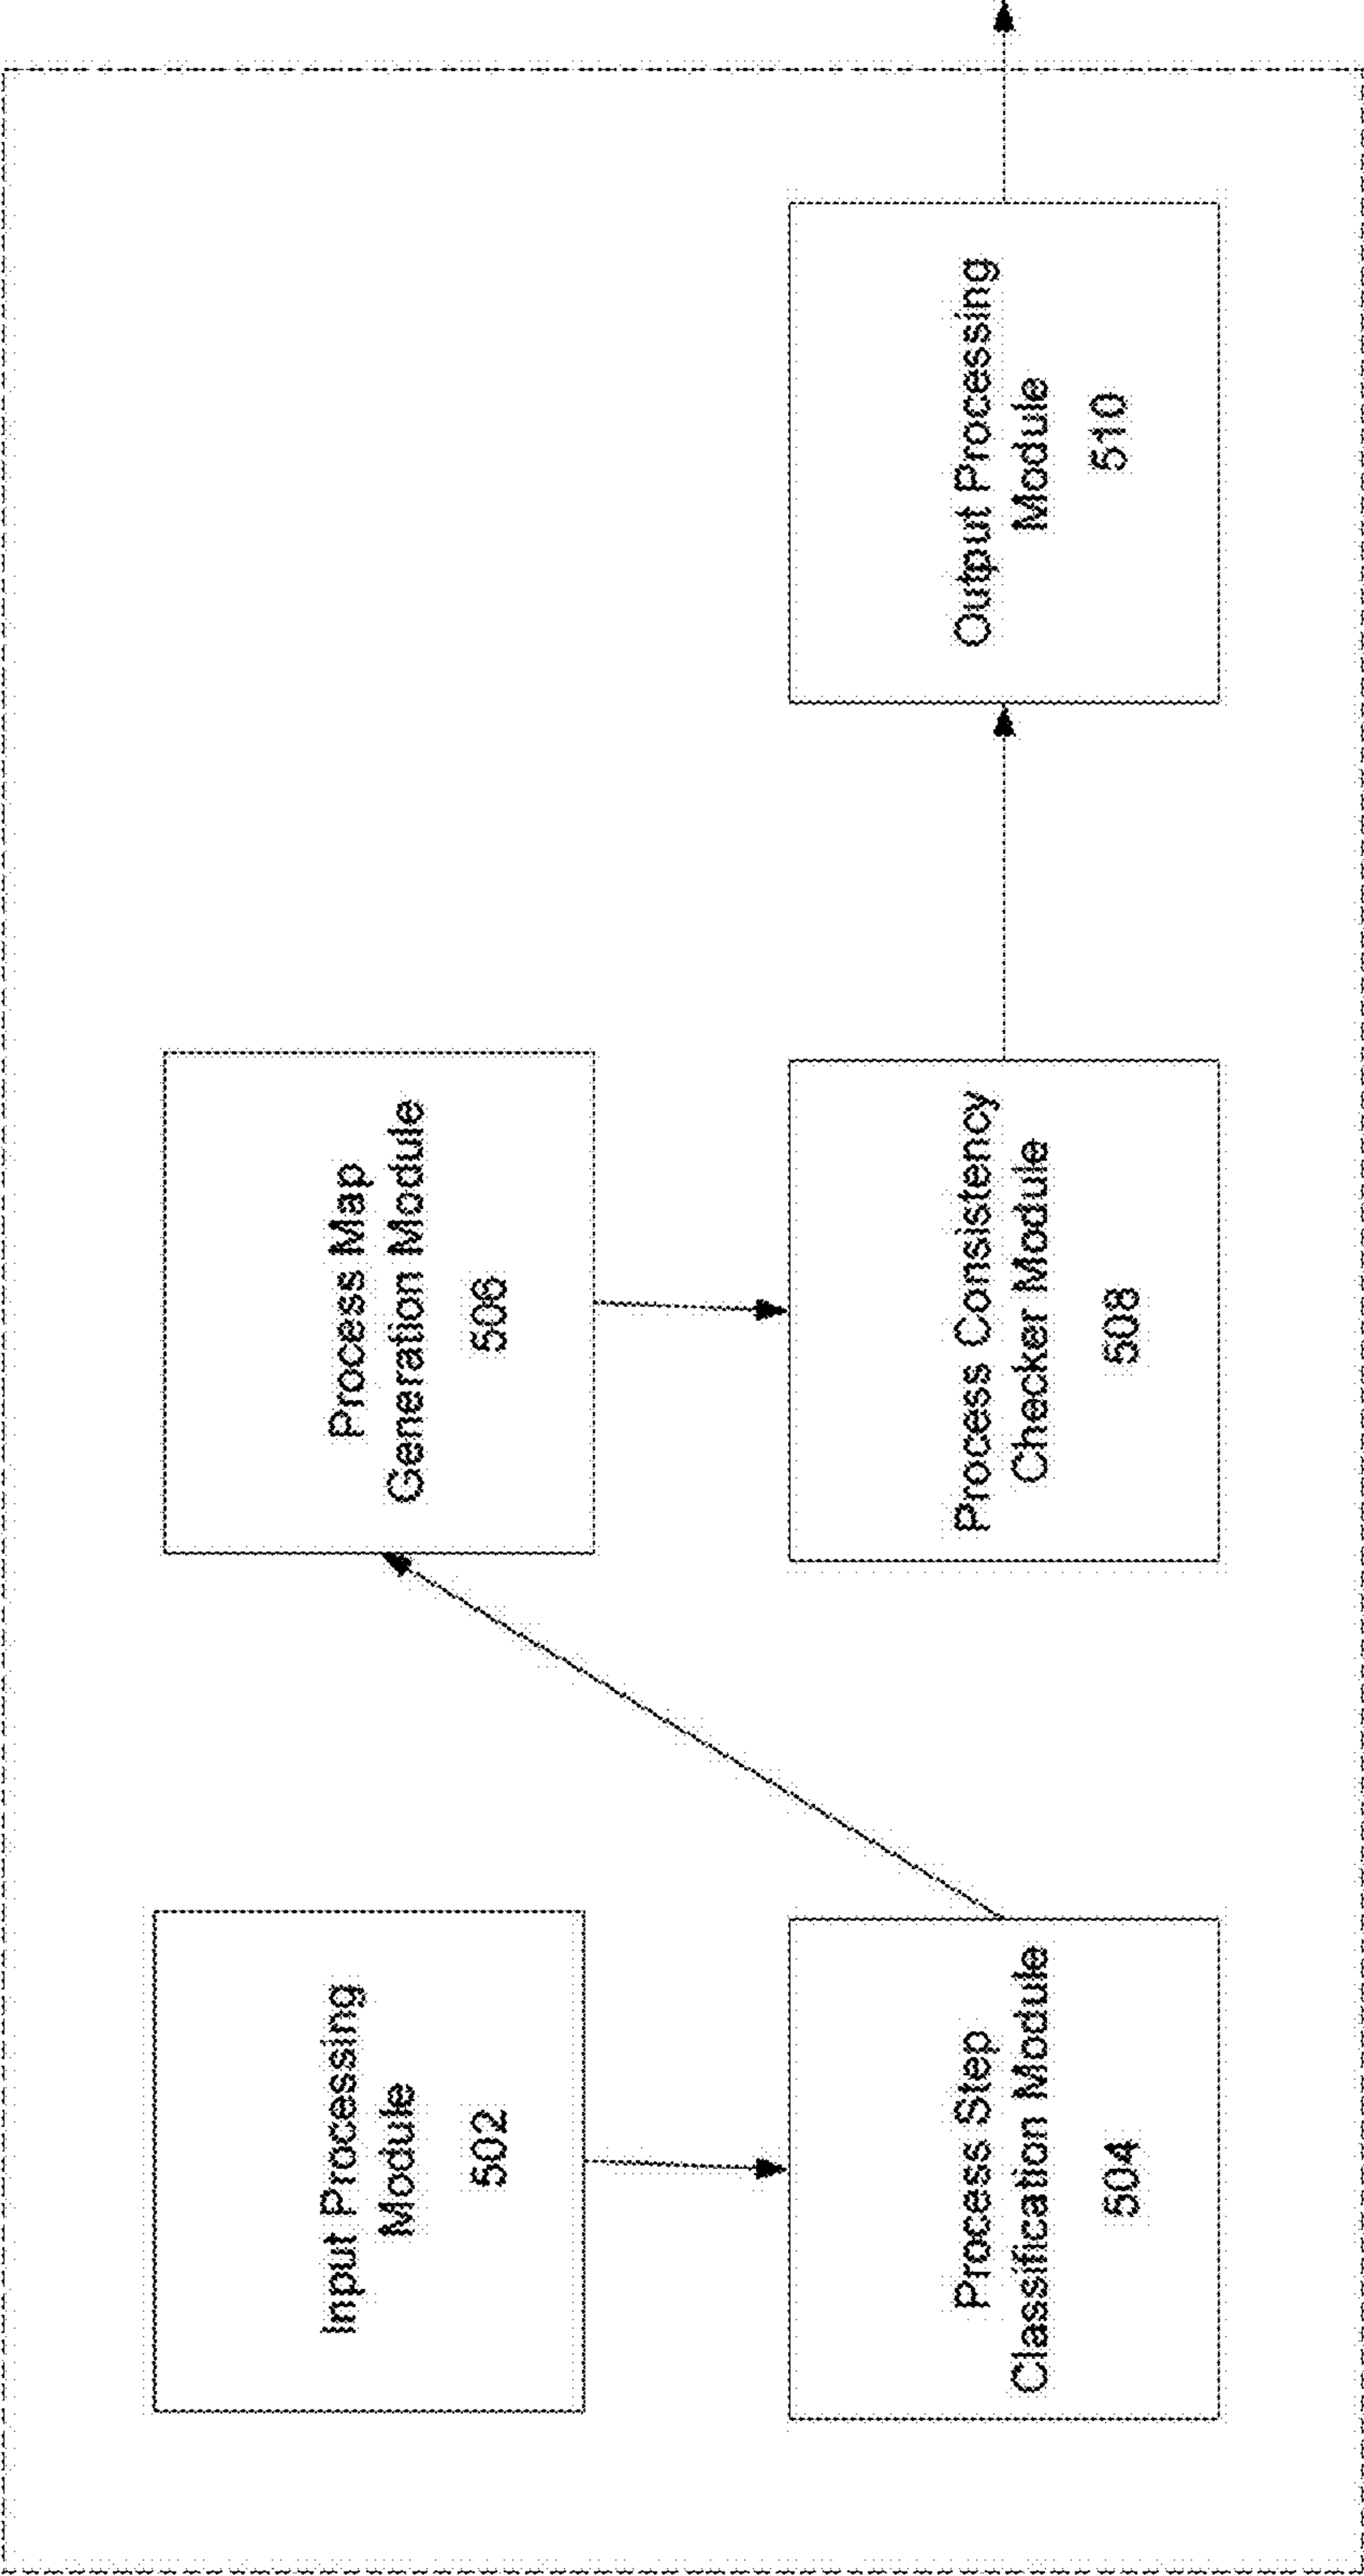 Input Processing
Module
502
Process Step
Classification Module
504
Process Map
Generation Module
506
Process Consistency
Checker Module
508
Output Processing
Module
510